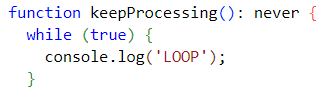 function keepProcessing(): never {
  while (true) {
    console.log('LOOP');
  }